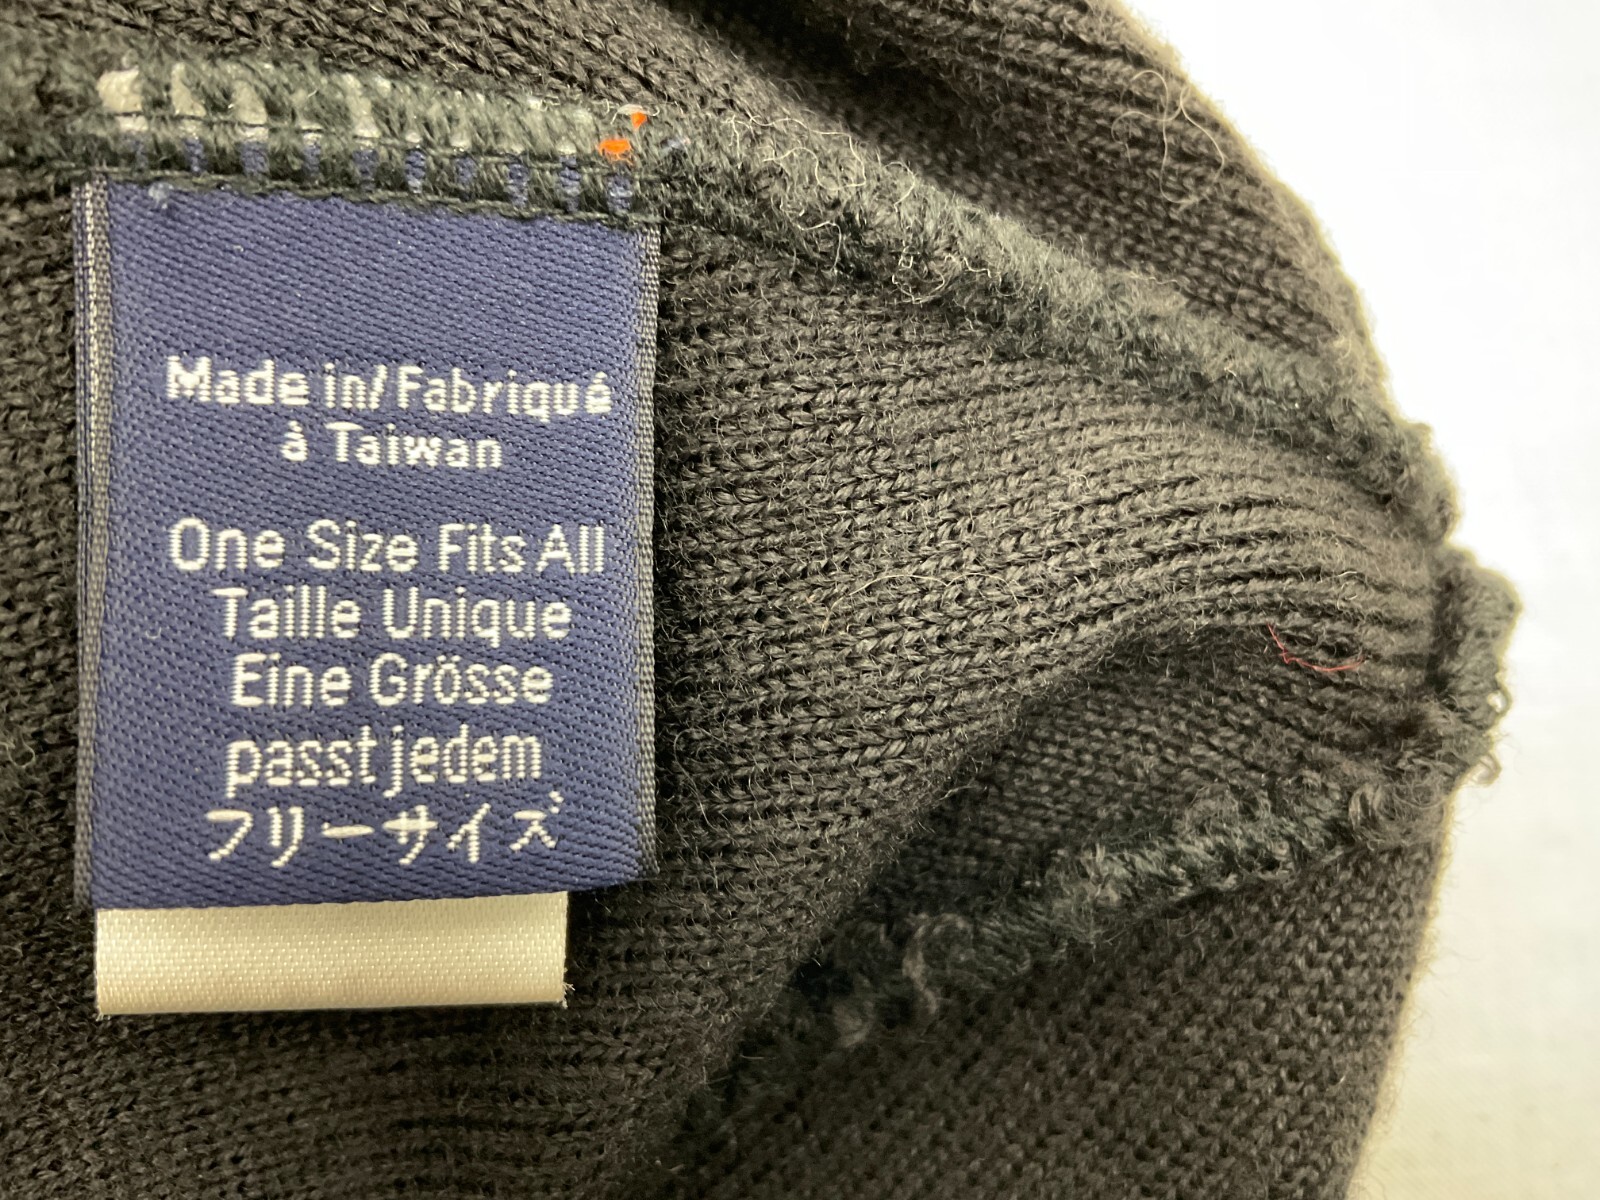 Made in/Fabriqué
à Taiwan
One Size Fits All
Taille Unique
Eine Grösse
passt jedem
フリーサイズ